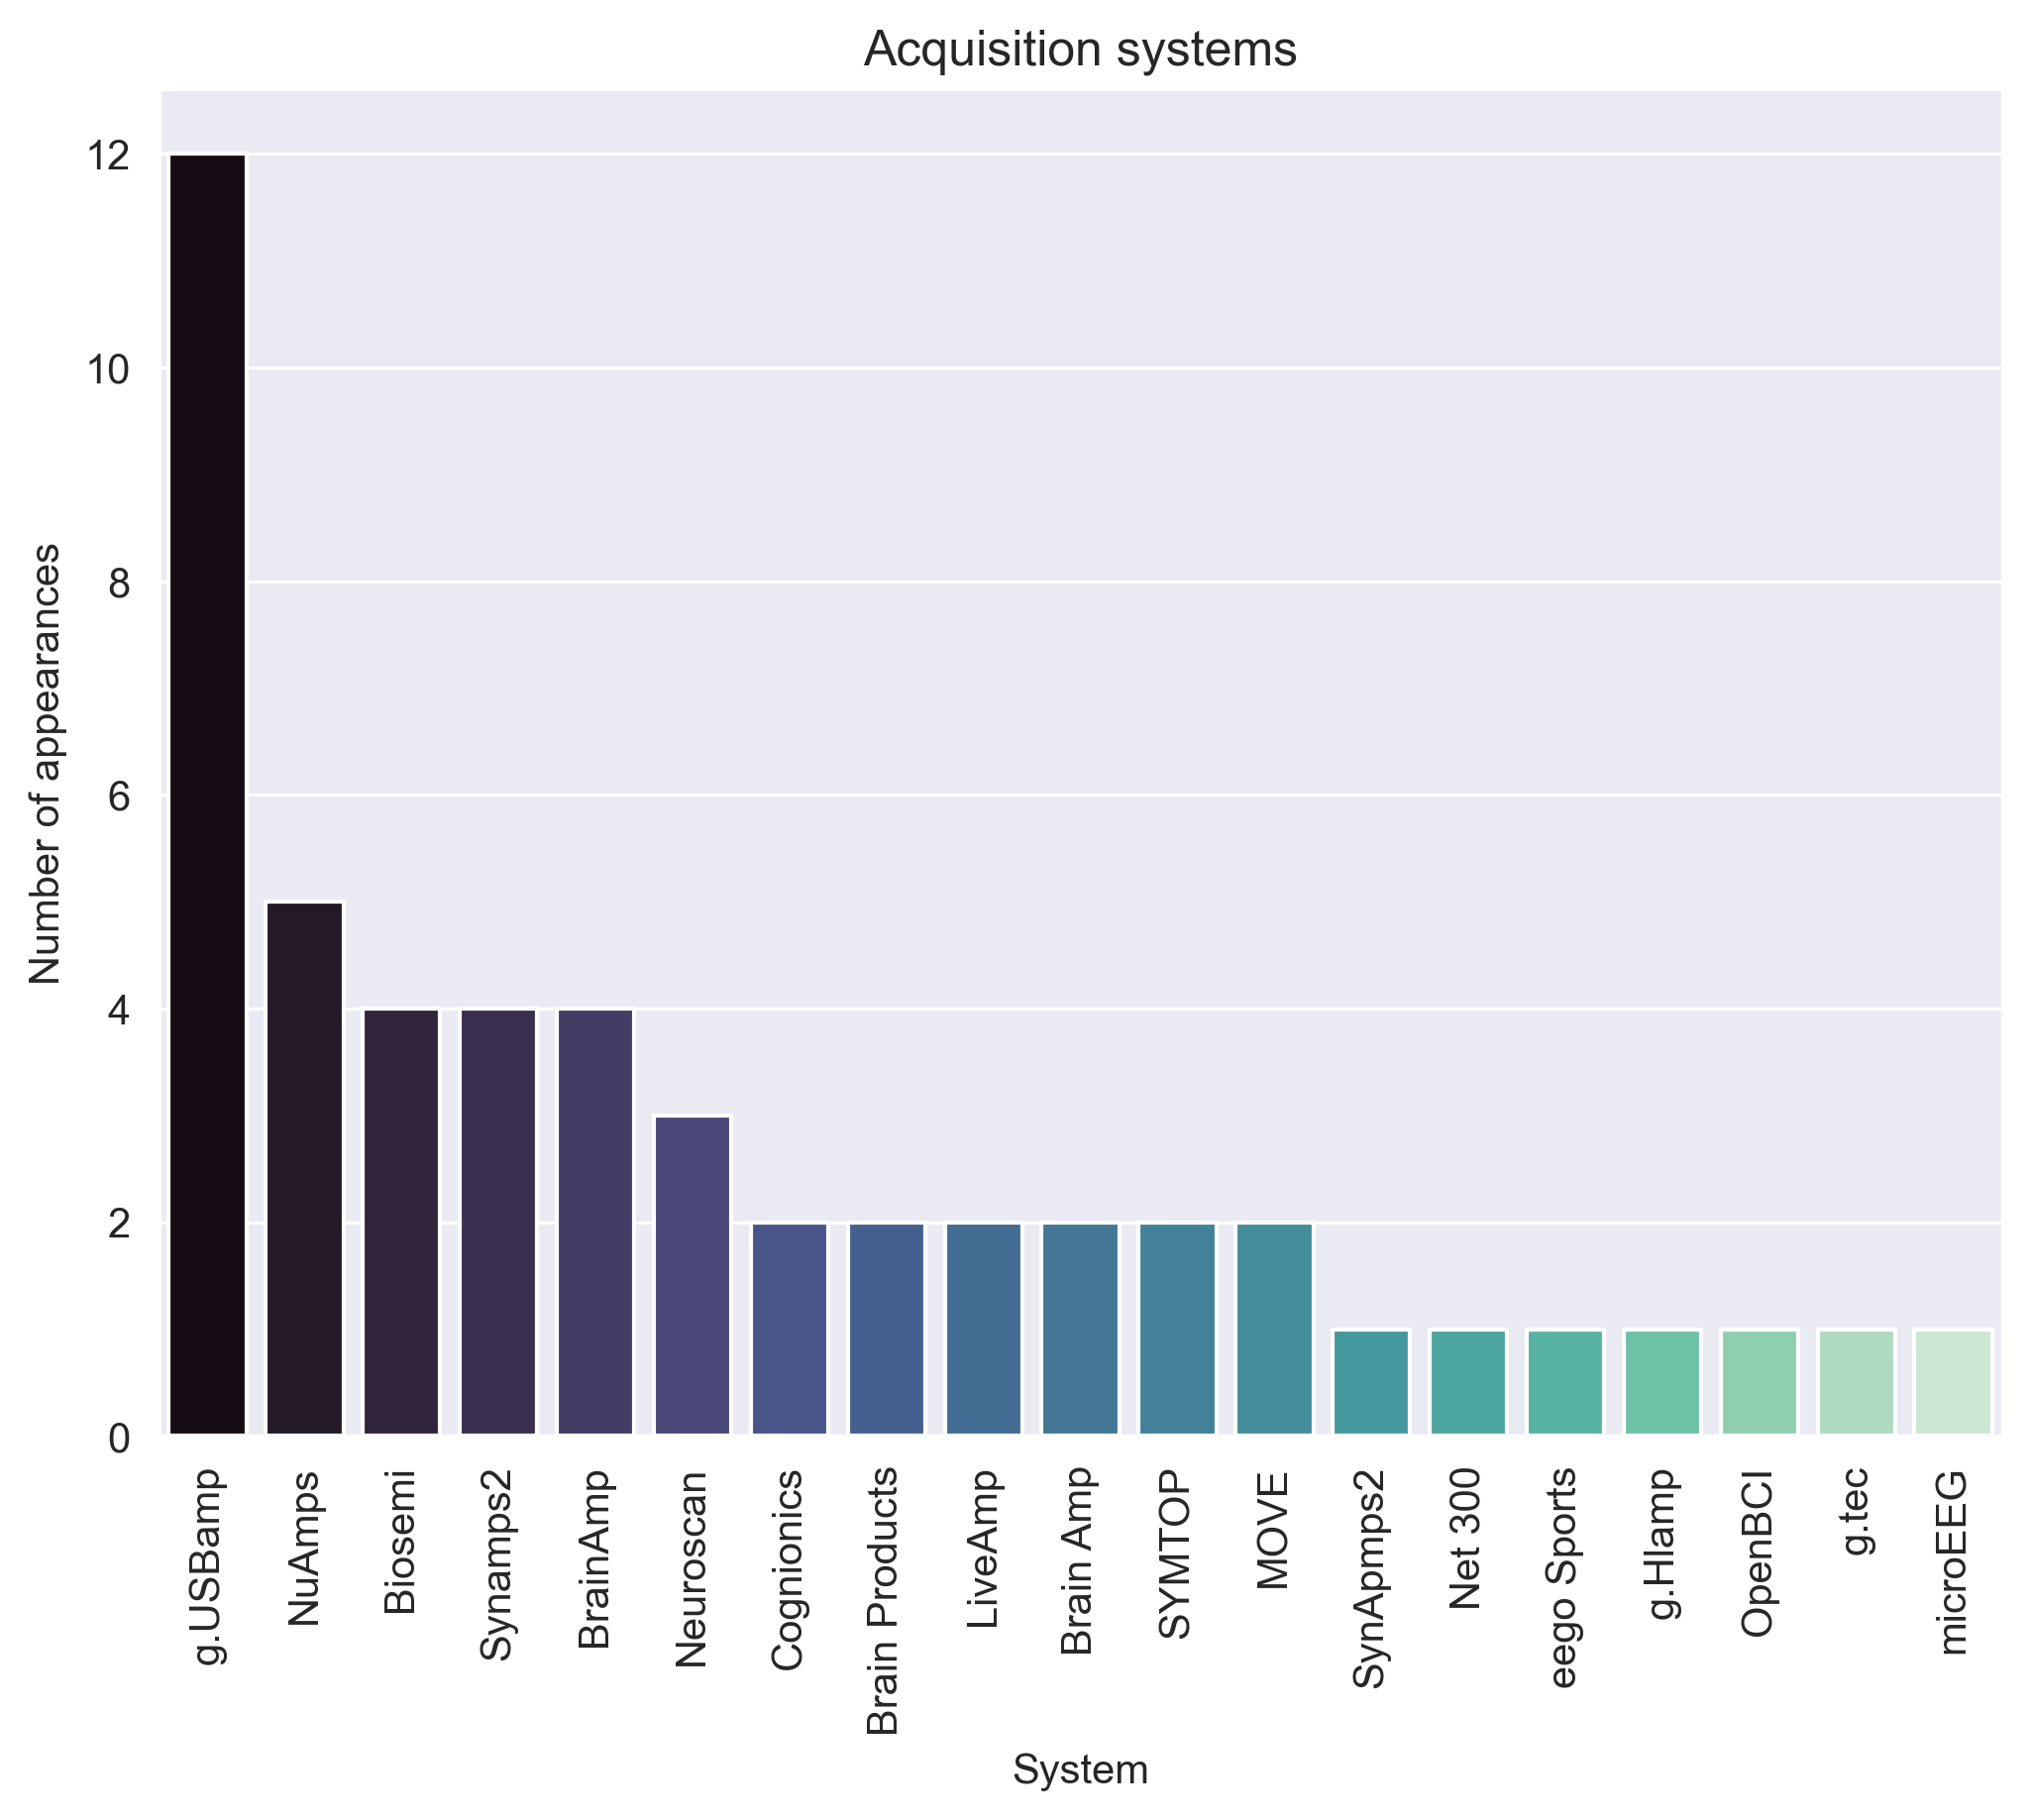 Acquisition systems
Number of appearances
12
10
8
6
4
2
0
g.USBamp
NuAmps
Biosemi
Synamps2
BrainAmp
Neuroscan
Cognionics
Brain Products
LiveAmp
Brain Amp
SYMTOP
MOVE
SynApmps2
Net 300
eego Sports
g.HIamp
OpenBCI
g.tec
microEEG
System